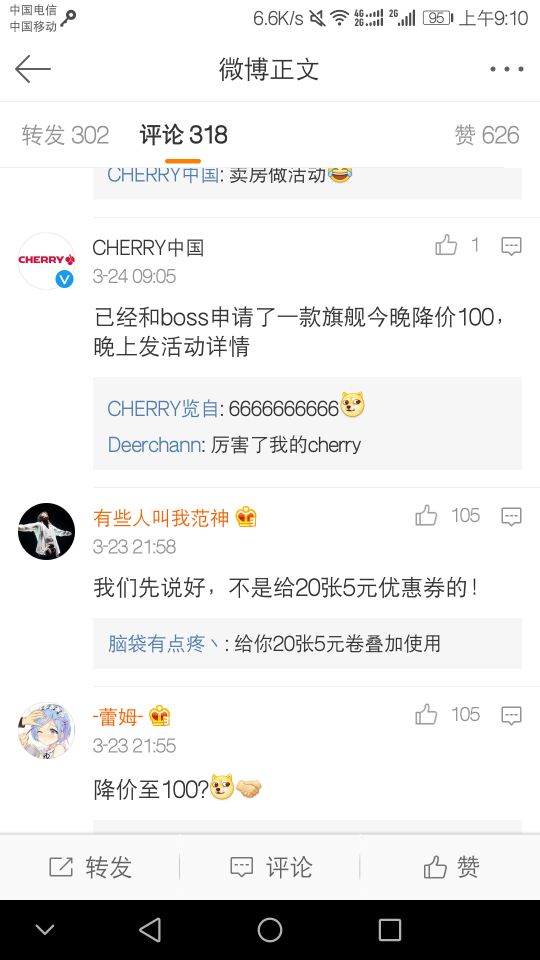 中国电信
中国移动
6.6K/s 4G 2G 2G 95 上午9:10
微博正文
转发 302 评论 318 赞 626
CHERRY中国: 卖房做活动😂
CHERRY
CHERRY中国 1
3-24 09:05
已经和boss申请了一款旗舰今晚降价100，
晚上发活动详情
CHERRY览自: 6666666666
Deerchann: 厉害了我的cherry
有些人叫我范神 105
3-23 21:58
我们先说好，不是给20张5元优惠券的！
脑袋有点疼丶: 给你20张5元卷叠加使用
-蕾姆- 105
3-23 21:55
降价至100?
转发 评论 赞